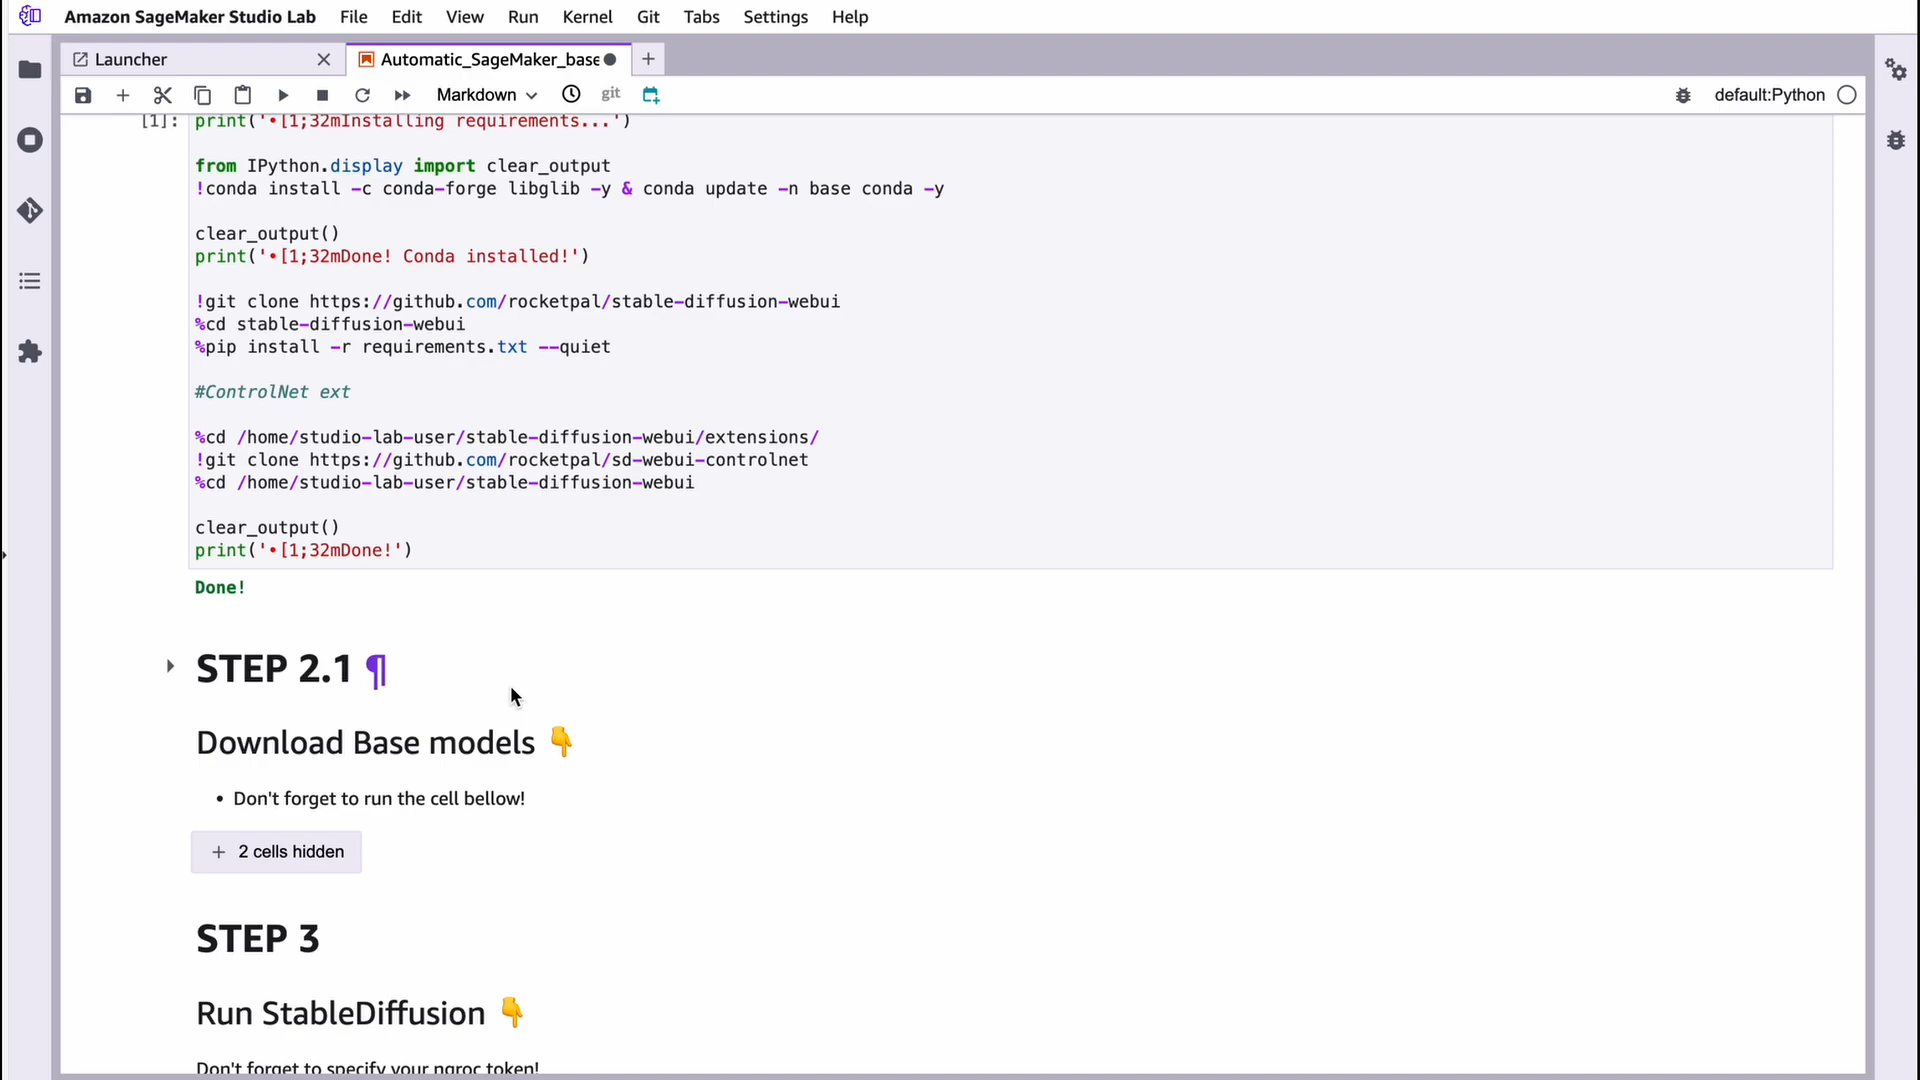 Amazon SageMaker Studio Lab File Edit View Run Kernel Git Tabs Settings Help
Launcher Automatic_SageMaker_base
Markdown git default:Python
[1]: print('•[1;32mInstalling requirements...')
from IPython.display import clear_output
!conda install -c conda-forge libglib -y & conda update -n base conda -y
clear_output()
print('•[1;32mDone! Conda installed!')
!git clone https://github.com/rocketpal/stable-diffusion-webui
%cd stable-diffusion-webui
%pip install -r requirements.txt --quiet
#ControlNet ext
%cd /home/studio-lab-user/stable-diffusion-webui/extensions/
!git clone https://github.com/rocketpal/sd-webui-controlnet
%cd /home/studio-lab-user/stable-diffusion-webui
clear_output()
print('•[1;32mDone!')
Done!
STEP 2.1 ¶
Download Base models 👇
• Don't forget to run the cell bellow!
+ 2 cells hidden
STEP 3
Run StableDiffusion 👇
Don't forget to specify your ngroc token!